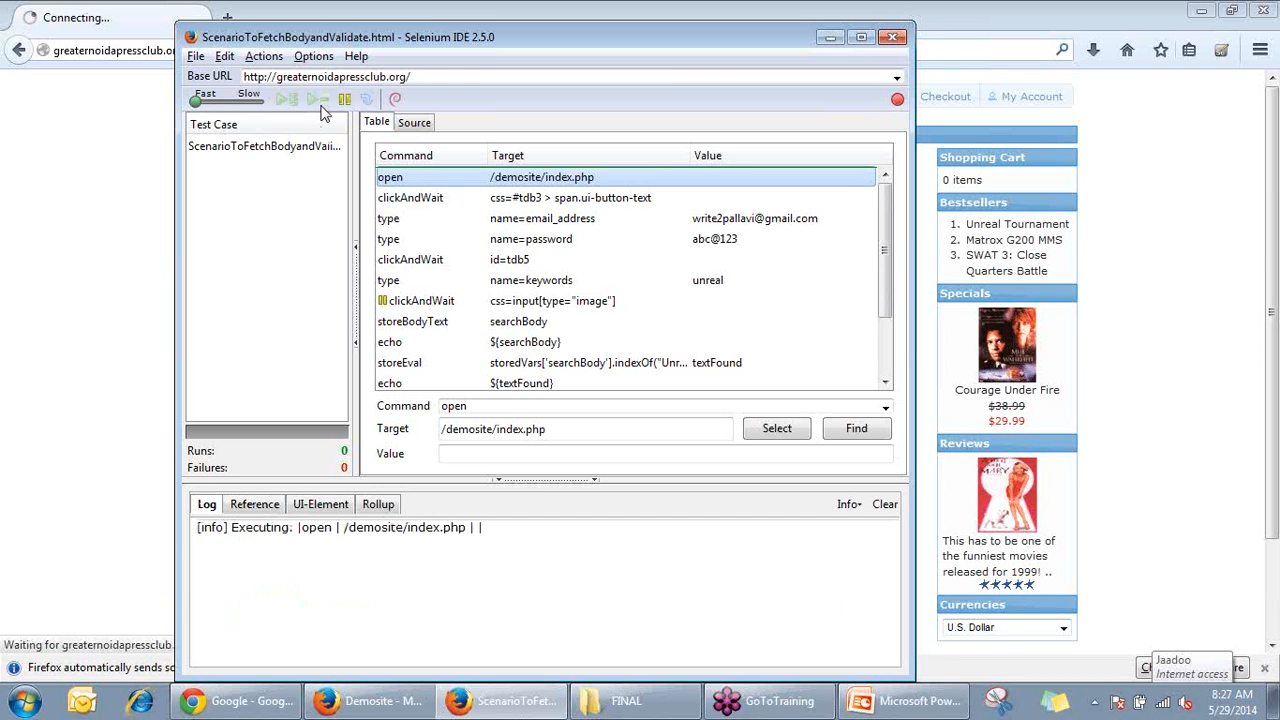 Connecting...
greaternoidapressclub.
ScenarioToFetchBodyandValidate.html - Selenium IDE 2.5.0
File Edit Actions Options Help
Base URL http://greaternoidapressclub.org/
Fast Slow
Test Case
ScenarioToFetchBodyandVali...
Table Source
Command Target Value
open /demosite/index.php
clickAndWait css=#tdb3 > span.ui-button-text
type name=email_address write2pallavi@gmail.com
type name=password abc@123
clickAndWait id=tdb5
type name=keywords unreal
clickAndWait css=input[type="image"]
storeBodyText searchBody
echo ${searchBody}
storeEval storedVars['searchBody'].indexOf("Unr... textFound
echo ${textFound}
Command open
Target /demosite/index.php Select Find
Value
Runs: 0
Failures: 0
Log Reference UI-Element Rollup Info Clear
[info] Executing: |open | /demosite/index.php | |
Checkout My Account
Shopping Cart
0 items
Bestsellers
1. Unreal Tournament
2. Matrox G200 MMS
3. SWAT 3: Close
Quarters Battle
Specials
Courage Under Fire
$38.99
$29.99
Reviews
This has to be one of
the funniest movies
released for 1999! ..
Currencies
U.S. Dollar
Waiting for greaternoidapressclub.
Firefox automatically sends
Jaadoo
Internet access
Google - Goog... Demosite - M... ScenarioToFet... FINAL GoToTraining Microsoft Pow...
8:27 AM
5/29/2014